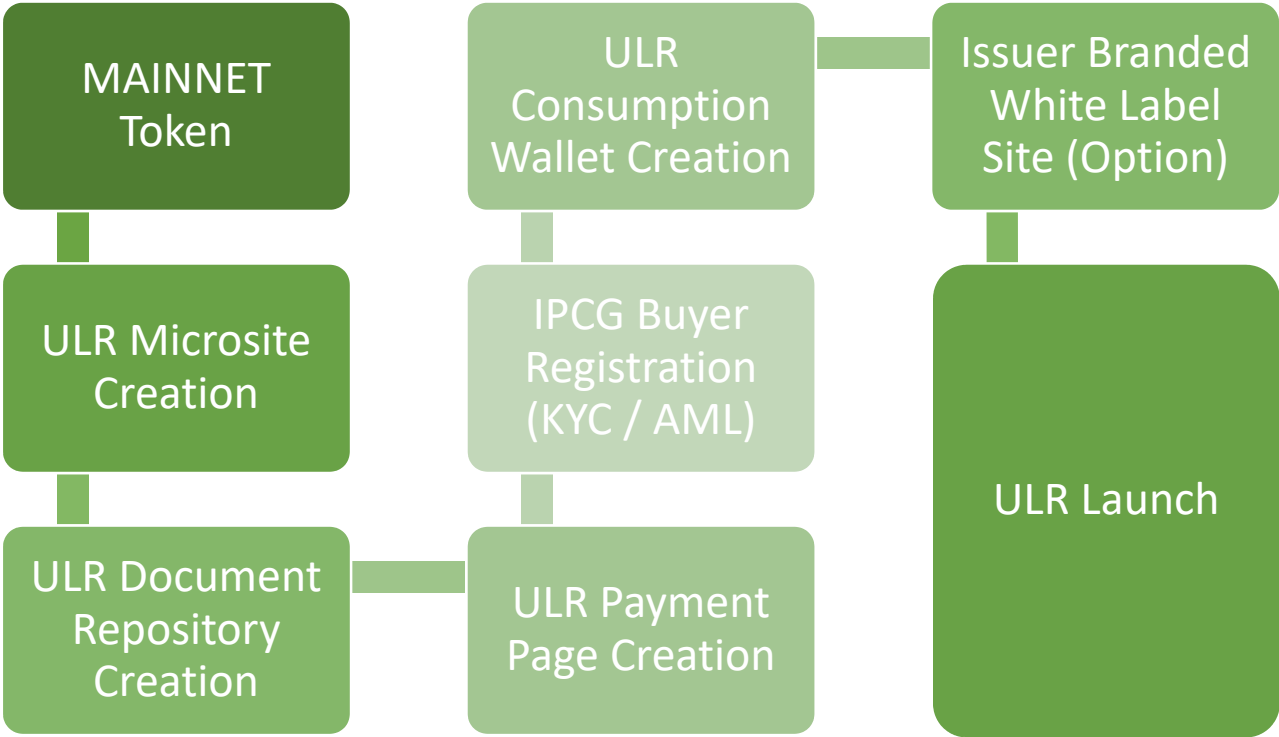 MAINNET
Token
ULR Microsite
Creation
ULR Document
Repository
Creation
ULR Payment
Page Creation
IPCG Buyer
Registration
(KYC / AML)
ULR
Consumption
Wallet Creation
Issuer Branded
White Label
Site (Option)
ULR Launch